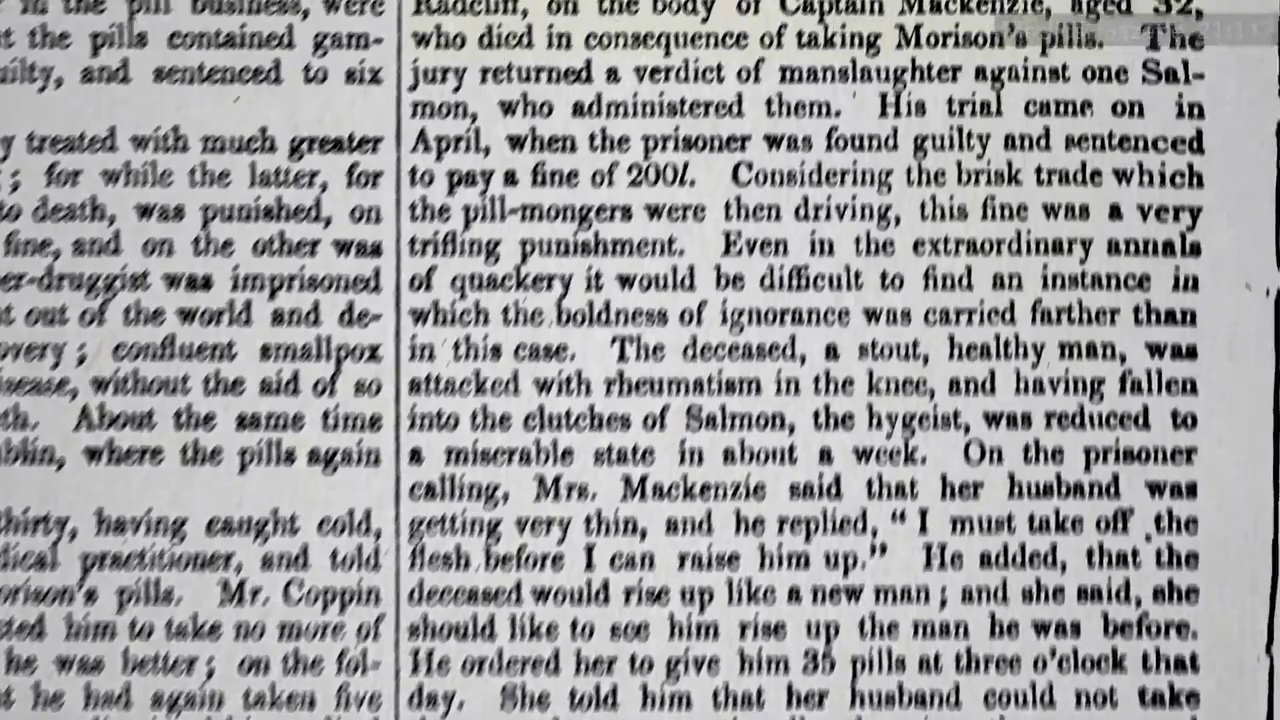 in the pill business, were
t the pills contained gam-
uilty, and sentenced to six
y treated with much greater
; for while the latter, for
to death, was punished, on
fine, and on the other was
er-druggist was imprisoned
t out of the world and de-
overy; confluent smallpox
isease, without the aid of so
th. About the same time
blin, where the pills again
thirty, having caught cold,
dical practitioner, and told
orison's pills. Mr. Coppin
sted him to take no more of
he was better; on the fol-
t he had again taken five
Radcliff, on the body of Captain Mackenzie, aged 32,
who died in consequence of taking Morison's pills. The
jury returned a verdict of manslaughter against one Sal-
mon, who administered them. His trial came on in
April, when the prisoner was found guilty and sentenced
to pay a fine of 200l. Considering the brisk trade which
the pill-mongers were then driving, this fine was a very
trifling punishment. Even in the extraordinary annals
of quackery it would be difficult to find an instance in
which the boldness of ignorance was carried farther than
in this case. The deceased, a stout, healthy man, was
attacked with rheumatism in the knee, and having fallen
into the clutches of Salmon, the hygeist, was reduced to
a miserable state in about a week. On the prisoner
calling, Mrs. Mackenzie said that her husband was
getting very thin, and he replied, "I must take off the
flesh before I can raise him up." He added, that the
deceased would rise up like a new man; and she said, she
should like to see him rise up the man he was before.
He ordered her to give him 35 pills at three o'clock that
day. She told him that her husband could not take